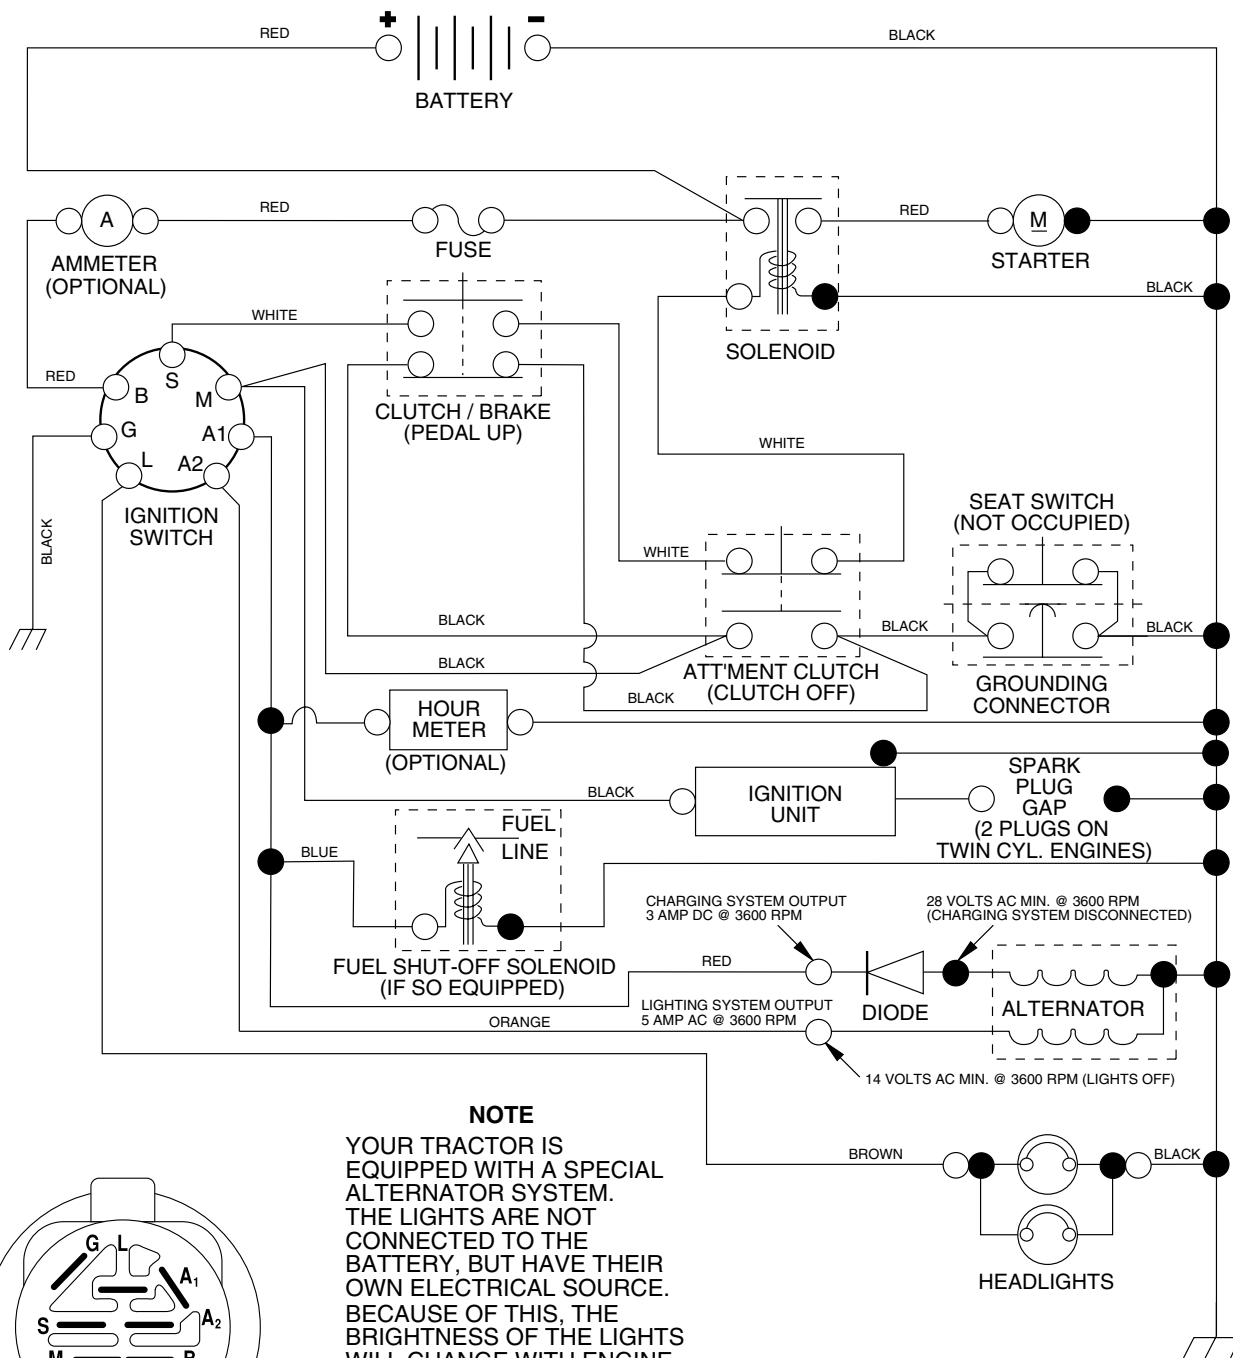 + −
RED
BLACK
BATTERY
A
RED
FUSE
RED
M
STARTER
AMMETER
(OPTIONAL)
BLACK
WHITE
SOLENOID
RED
S
B
M
G
A1
L
A2
CLUTCH / BRAKE
(PEDAL UP)
WHITE
IGNITION
SWITCH
BLACK
SEAT SWITCH
(NOT OCCUPIED)
WHITE
BLACK
BLACK
BLACK
BLACK
ATT'MENT CLUTCH
(CLUTCH OFF)
BLACK
GROUNDING
CONNECTOR
HOUR
METER
(OPTIONAL)
BLACK
IGNITION
UNIT
SPARK
PLUG
GAP
(2 PLUGS ON
TWIN CYL. ENGINES)
FUEL
LINE
BLUE
FUEL SHUT-OFF SOLENOID
(IF SO EQUIPPED)
CHARGING SYSTEM OUTPUT
3 AMP DC @ 3600 RPM
28 VOLTS AC MIN. @ 3600 RPM
(CHARGING SYSTEM DISCONNECTED)
RED
DIODE
ALTERNATOR
LIGHTING SYSTEM OUTPUT
5 AMP AC @ 3600 RPM
ORANGE
14 VOLTS AC MIN. @ 3600 RPM (LIGHTS OFF)
BROWN
BLACK
HEADLIGHTS
NOTE
YOUR TRACTOR IS
EQUIPPED WITH A SPECIAL
ALTERNATOR SYSTEM.
THE LIGHTS ARE NOT
CONNECTED TO THE
BATTERY, BUT HAVE THEIR
OWN ELECTRICAL SOURCE.
BECAUSE OF THIS, THE
BRIGHTNESS OF THE LIGHTS
WILL CHANGE WITH ENGINE
G
L
A1
A2
S
M
B